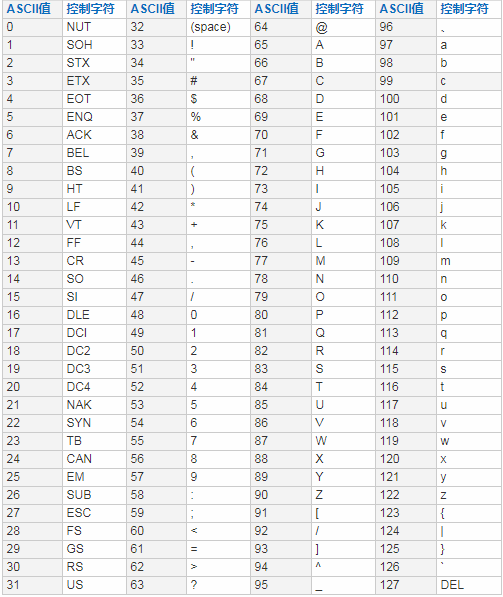 ASCII值 控制字符 ASCII值 控制字符 ASCII值 控制字符 ASCII值 控制字符
0 NUT 32 (space) 64 @ 96 、
1 SOH 33 ! 65 A 97 a
2 STX 34 " 66 B 98 b
3 ETX 35 # 67 C 99 c
4 EOT 36 $ 68 D 100 d
5 ENQ 37 % 69 E 101 e
6 ACK 38 & 70 F 102 f
7 BEL 39 , 71 G 103 g
8 BS 40 ( 72 H 104 h
9 HT 41 ) 73 I 105 i
10 LF 42 * 74 J 106 j
11 VT 43 + 75 K 107 k
12 FF 44 , 76 L 108 l
13 CR 45 - 77 M 109 m
14 SO 46 . 78 N 110 n
15 SI 47 / 79 O 111 o
16 DLE 48 0 80 P 112 p
17 DCI 49 1 81 Q 113 q
18 DC2 50 2 82 R 114 r
19 DC3 51 3 83 S 115 s
20 DC4 52 4 84 T 116 t
21 NAK 53 5 85 U 117 u
22 SYN 54 6 86 V 118 v
23 TB 55 7 87 W 119 w
24 CAN 56 8 88 X 120 x
25 EM 57 9 89 Y 121 y
26 SUB 58 : 90 Z 122 z
27 ESC 59 ; 91 [ 123 {
28 FS 60 < 92 / 124 |
29 GS 61 = 93 ] 125 }
30 RS 62 > 94 ^ 126 `
31 US 63 ? 95 _ 127 DEL